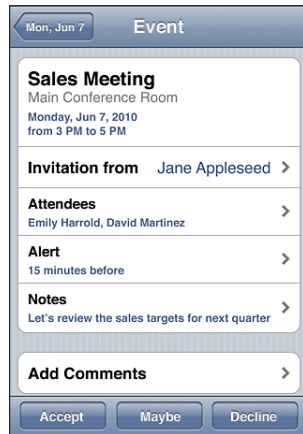 Mon, Jun 7
Event
Sales Meeting
Main Conference Room
Monday, Jun 7, 2010
from 3 PM to 5 PM
Invitation from Jane Appleseed
Attendees
Emily Harrold, David Martinez
Alert
15 minutes before
Notes
Let's review the sales targets for next quarter
Add Comments
Accept Maybe Decline